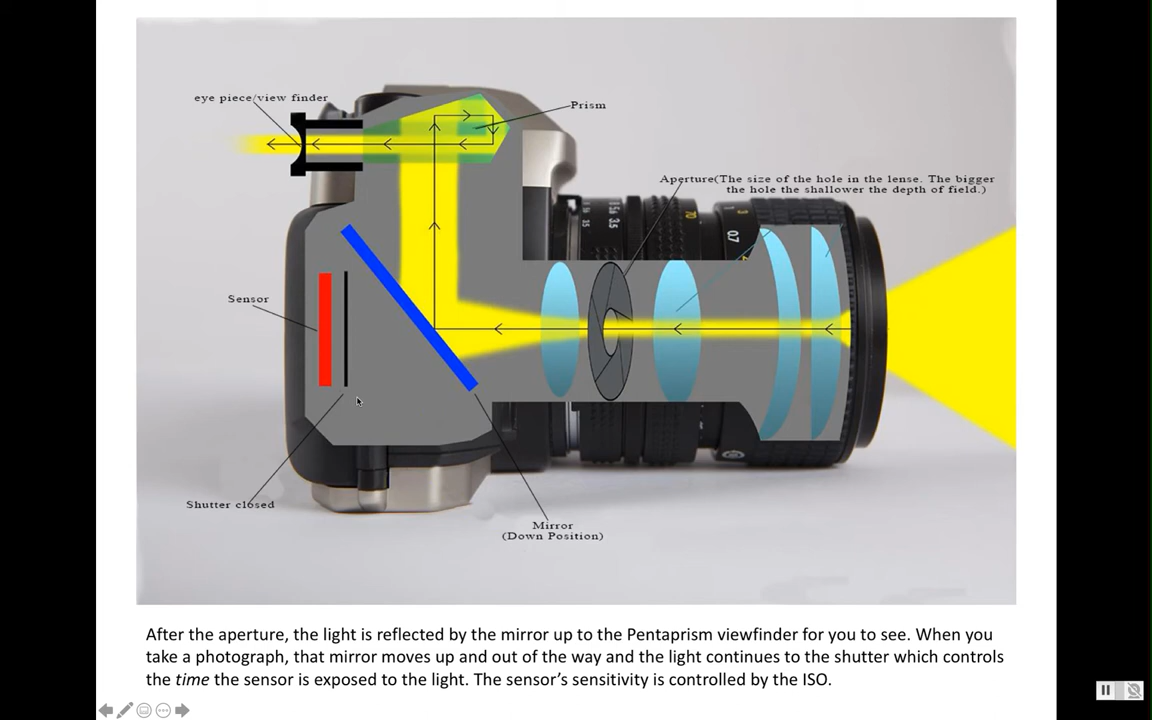 eye piece/view finder
Prism
Aperture(The size of the hole in the lense. The bigger
the hole the shallower the depth of field.)
Sensor
Shutter closed
Mirror
(Down Position)
After the aperture, the light is reflected by the mirror up to the Pentaprism viewfinder for you to see. When you
take a photograph, that mirror moves up and out of the way and the light continues to the shutter which controls
the time the sensor is exposed to the light. The sensor’s sensitivity is controlled by the ISO.
70
0.7